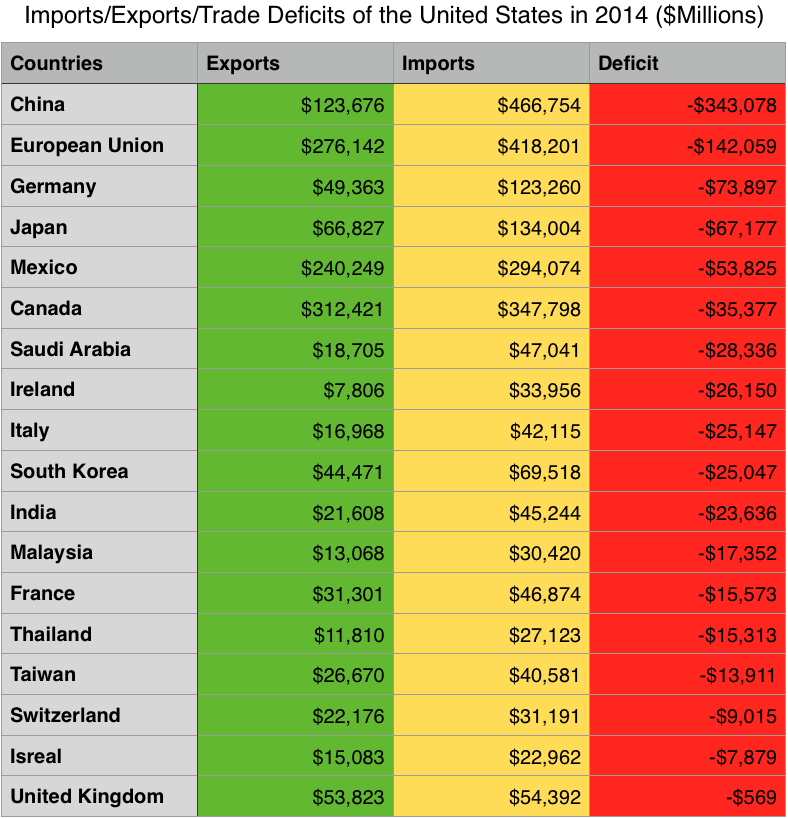 Imports/Exports/Trade Deficits of the United States in 2014 ($Millions)
Countries Exports Imports Deficit
China $123,676 $466,754 -$343,078
European Union $276,142 $418,201 -$142,059
Germany $49,363 $123,260 -$73,897
Japan $66,827 $134,004 -$67,177
Mexico $240,249 $294,074 -$53,825
Canada $312,421 $347,798 -$35,377
Saudi Arabia $18,705 $47,041 -$28,336
Ireland $7,806 $33,956 -$26,150
Italy $16,968 $42,115 -$25,147
South Korea $44,471 $69,518 -$25,047
India $21,608 $45,244 -$23,636
Malaysia $13,068 $30,420 -$17,352
France $31,301 $46,874 -$15,573
Thailand $11,810 $27,123 -$15,313
Taiwan $26,670 $40,581 -$13,911
Switzerland $22,176 $31,191 -$9,015
Isreal $15,083 $22,962 -$7,879
United Kingdom $53,823 $54,392 -$569